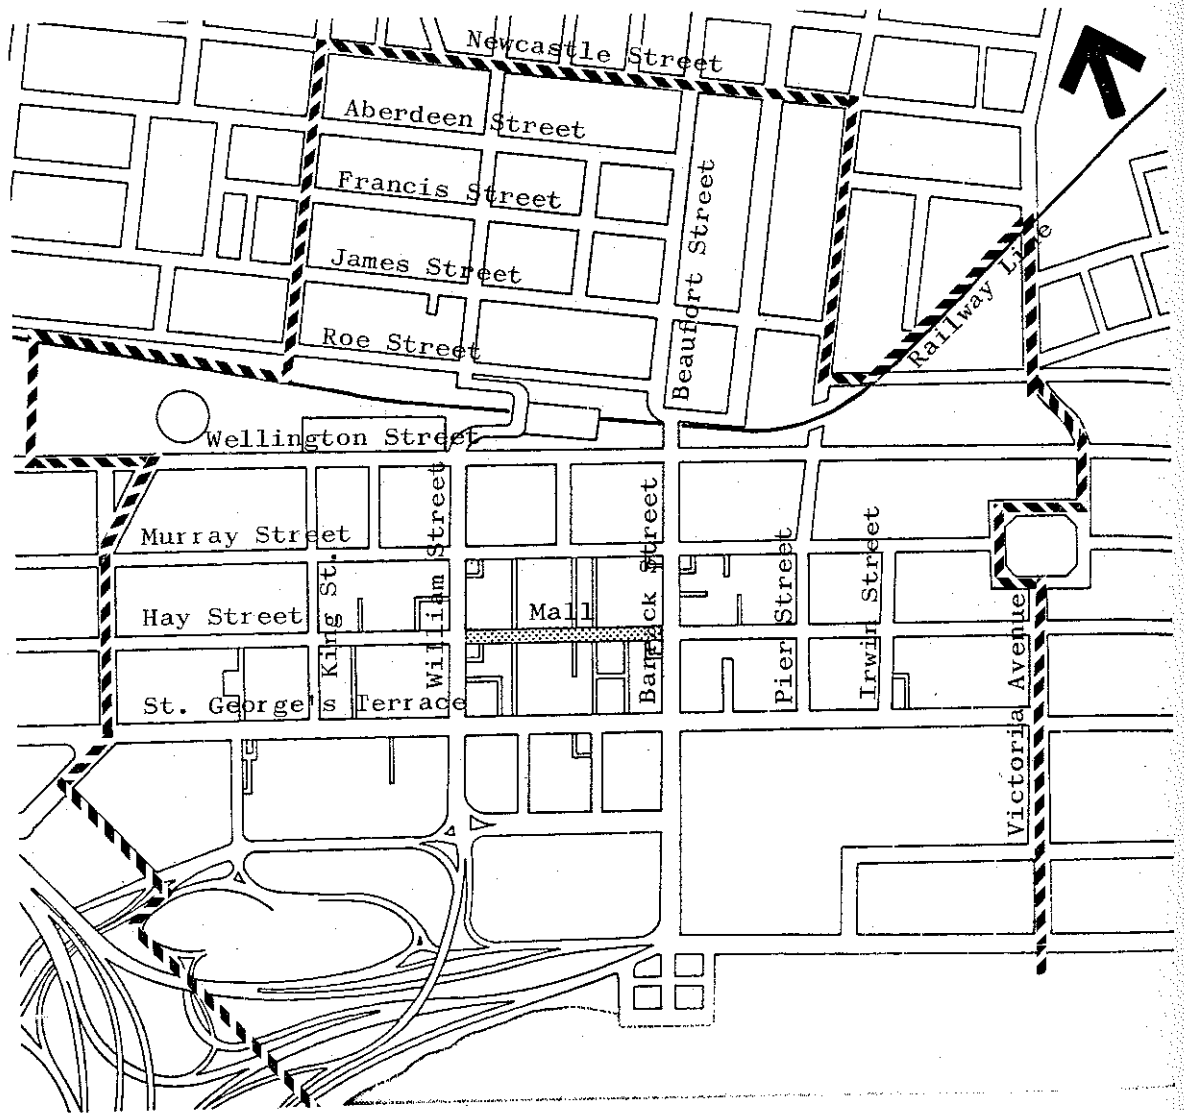 Newcastle Street
Aberdeen Street
Francis Street
James Street
Roe Street
Beaufort Street
Railway Line
Wellington Street
Murray Street
Hay Street
St. George's Terrace
King St.
William Street
Mall
Barrack Street
Pier Street
Irwin Street
Victoria Avenue